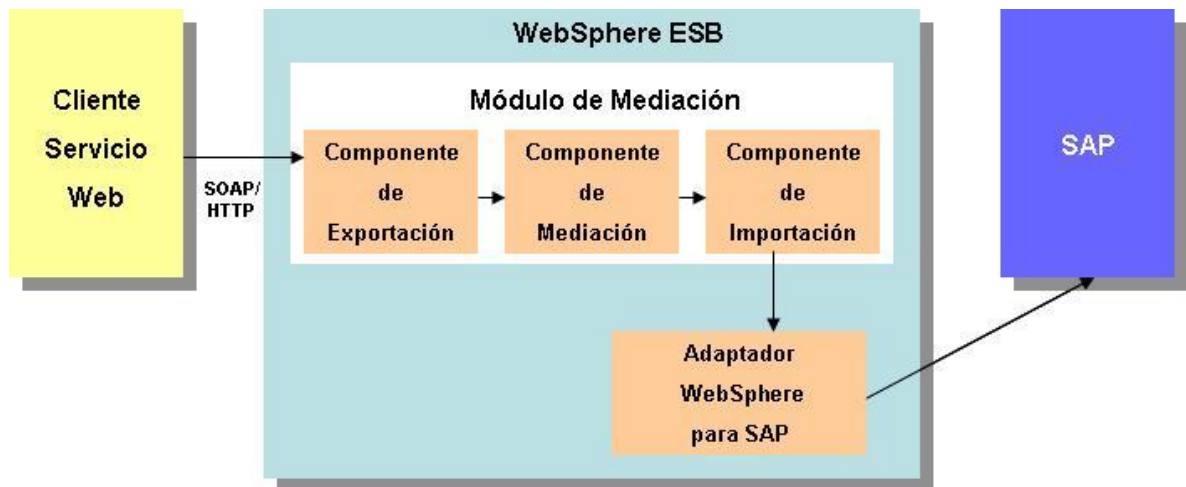 WebSphere ESB
Módulo de Mediación
Cliente
Servicio
Web
SOAP/
HTTP
Componente
de
Exportación
Componente
de
Mediación
Componente
de
Importación
Adaptador
WebSphere
para SAP
SAP